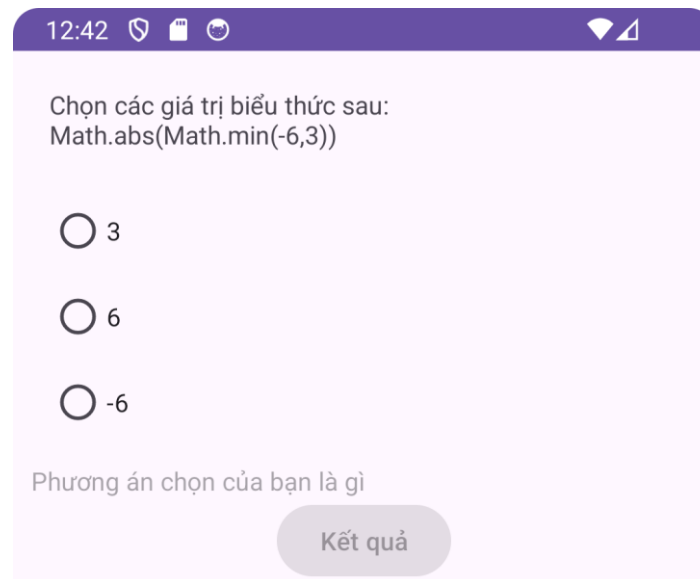 12:42
Chọn các giá trị biểu thức sau:
Math.abs(Math.min(-6,3))
3
6
-6
Phương án chọn của bạn là gì
Kết quả